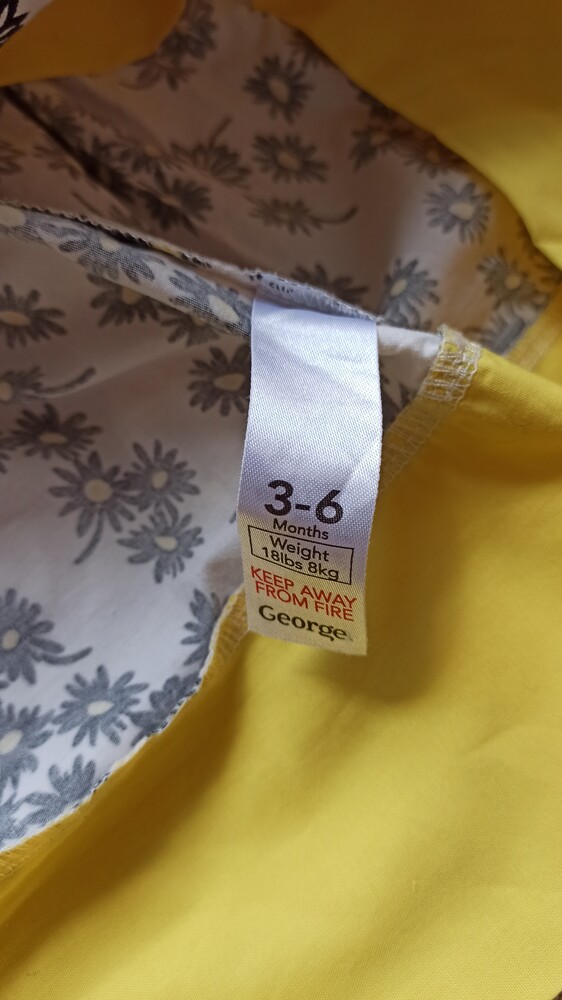 3-6
Months
Weight
18lbs 8kg
KEEP AWAY
FROM FIRE
George